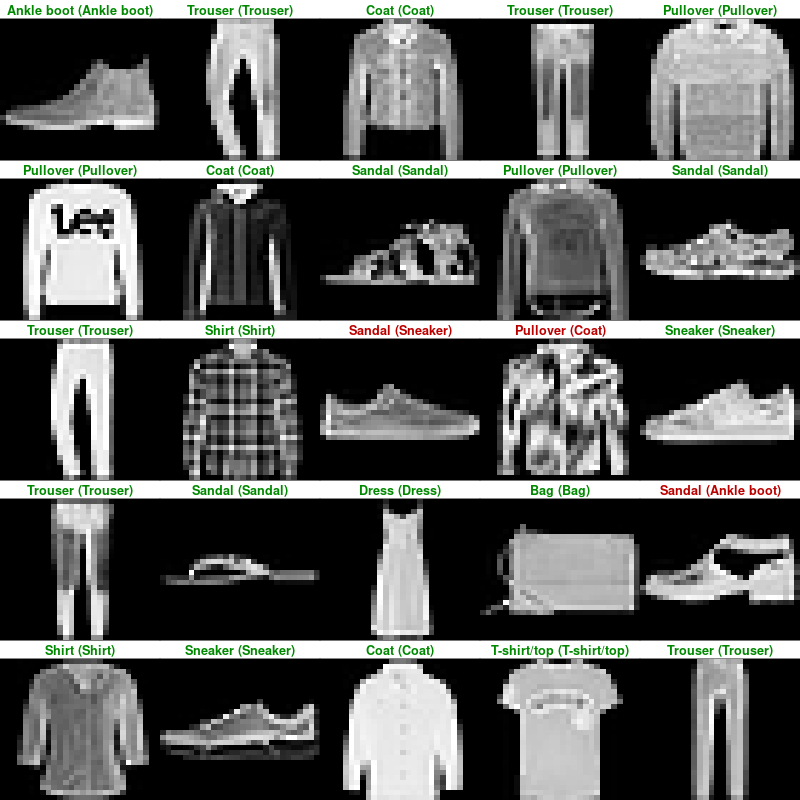 Ankle boot (Ankle boot) Trouser (Trouser) Coat (Coat) Trouser (Trouser) Pullover (Pullover)
Pullover (Pullover) Coat (Coat) Sandal (Sandal) Pullover (Pullover) Sandal (Sandal)
Lee
Trouser (Trouser) Shirt (Shirt) Sandal (Sneaker) Pullover (Coat) Sneaker (Sneaker)
Trouser (Trouser) Sandal (Sandal) Dress (Dress) Bag (Bag) Sandal (Ankle boot)
Shirt (Shirt) Sneaker (Sneaker) Coat (Coat) T-shirt/top (T-shirt/top) Trouser (Trouser)